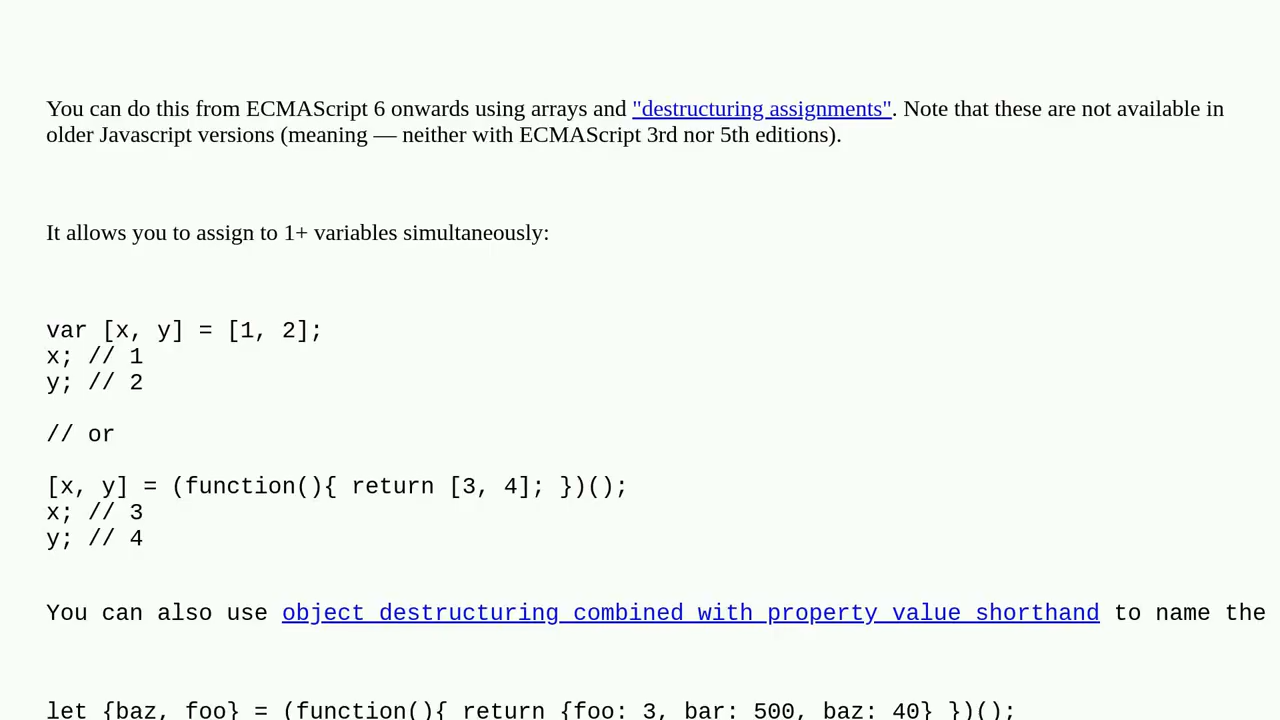 You can do this from ECMAScript 6 onwards using arrays and "destructuring assignments". Note that these are not available in
older Javascript versions (meaning — neither with ECMAScript 3rd nor 5th editions).
It allows you to assign to 1+ variables simultaneously:
var [x, y] = [1, 2];
x; // 1
y; // 2
// or
[x, y] = (function(){ return [3, 4]; })();
x; // 3
y; // 4
You can also use object destructuring combined with property value shorthand to name the
let {baz, foo} = (function(){ return {foo: 3, bar: 500, baz: 40} })();